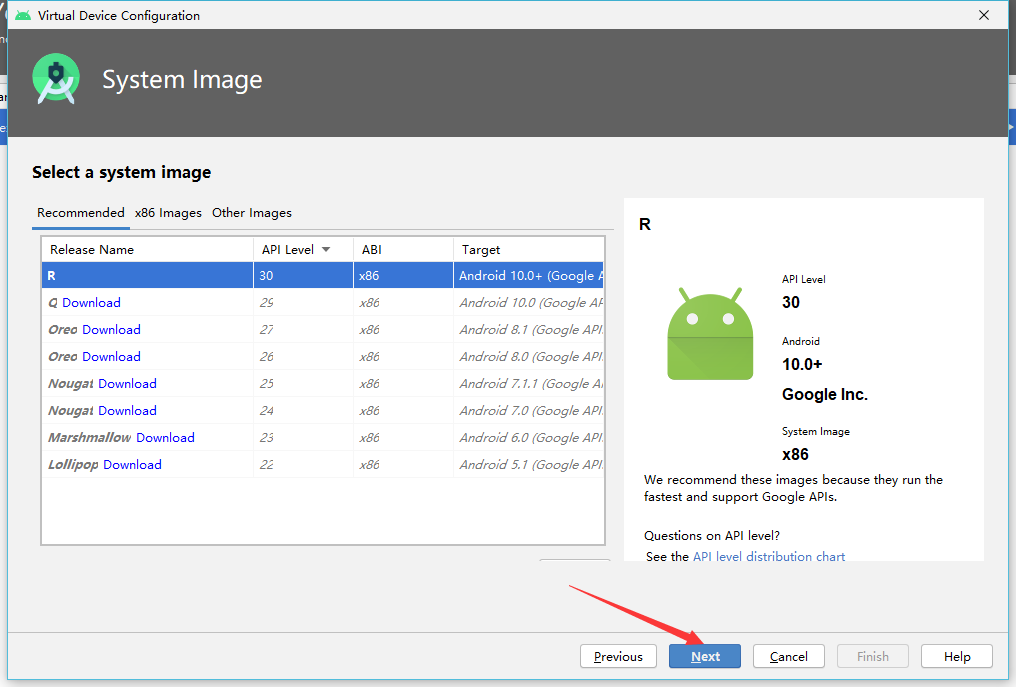 Virtual Device Configuration
System Image
Select a system image
Recommended x86 Images Other Images
Release Name API Level ABI Target
R 30 x86 Android 10.0+ (Google A
Q Download 29 x86 Android 10.0 (Google AP
Oreo Download 27 x86 Android 8.1 (Google API
Oreo Download 26 x86 Android 8.0 (Google API
Nougat Download 25 x86 Android 7.1.1 (Google A
Nougat Download 24 x86 Android 7.0 (Google API
Marshmallow Download 23 x86 Android 6.0 (Google API
Lollipop Download 22 x86 Android 5.1 (Google API
R
API Level
30
Android
10.0+
Google Inc.
System Image
x86
We recommend these images because they run the
fastest and support Google APIs.
Questions on API level?
See the API level distribution chart
Previous Next Cancel Finish Help